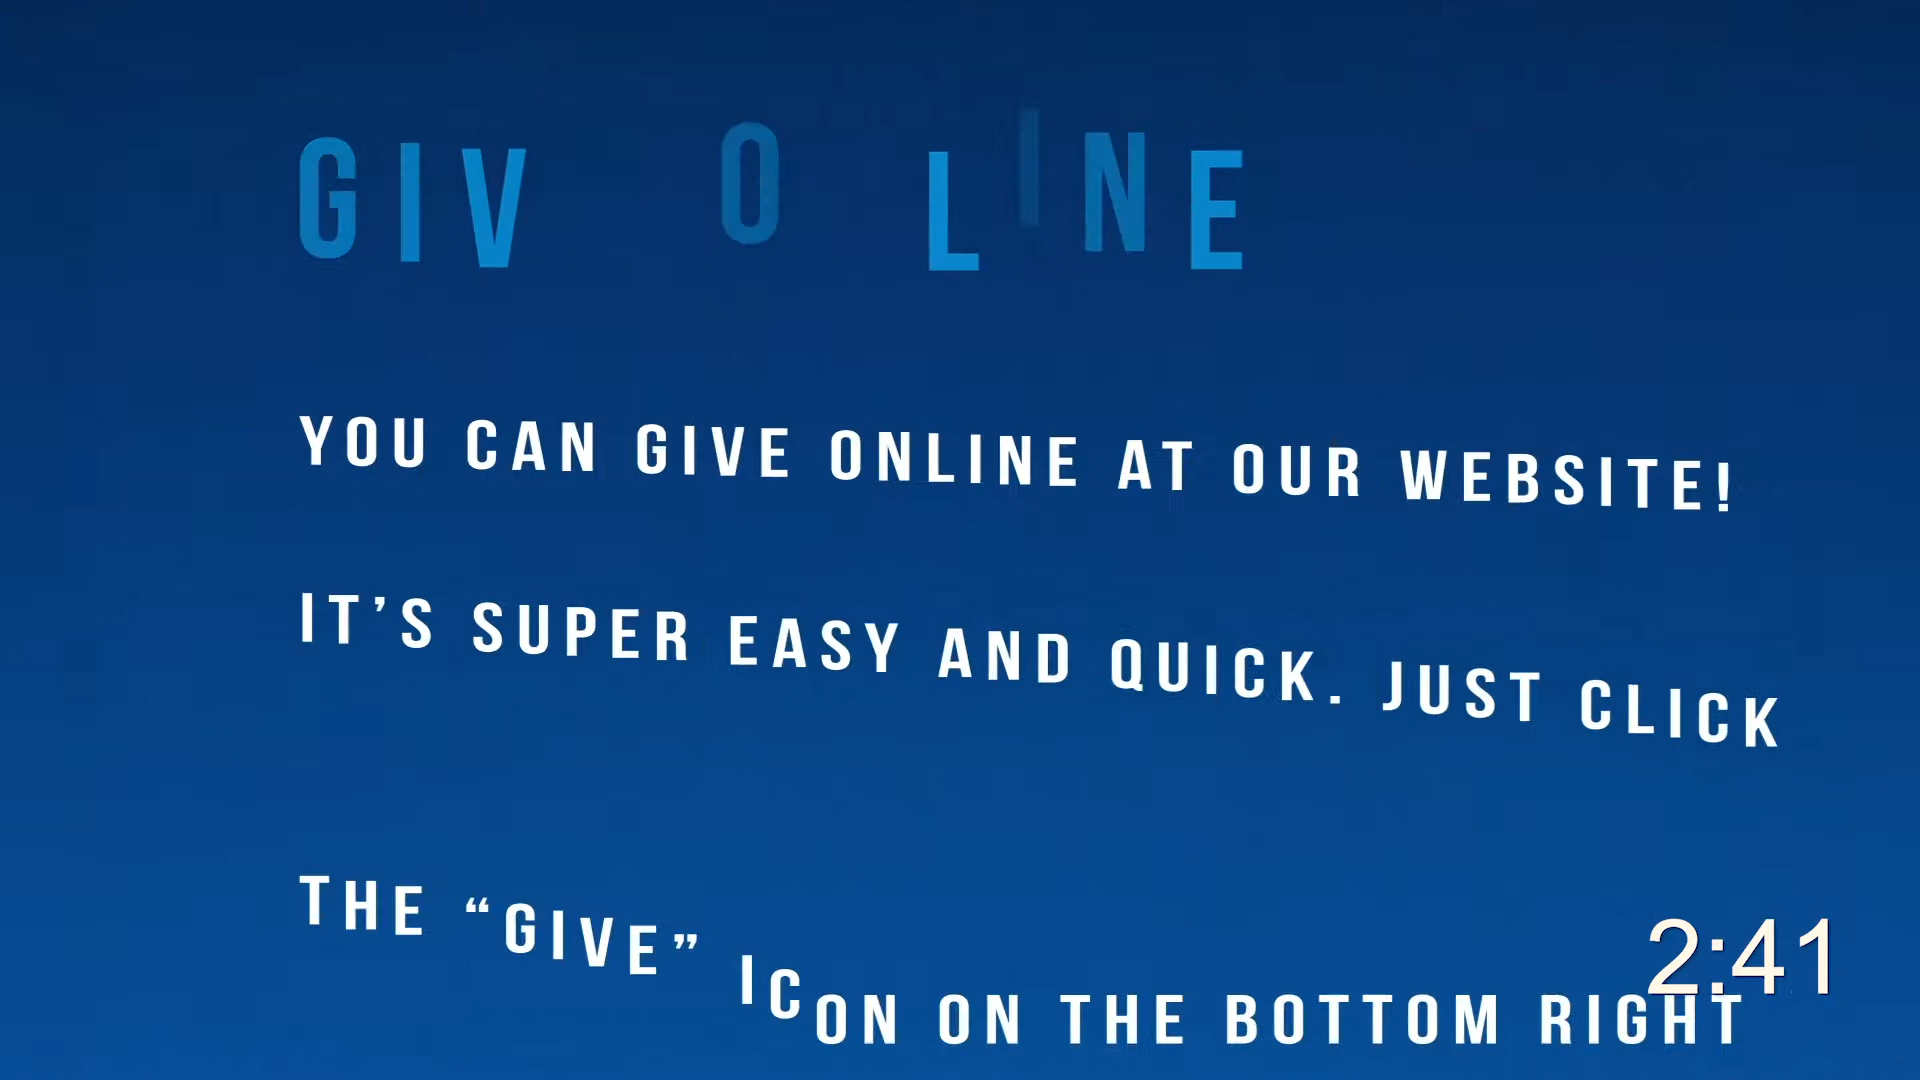 GIV O LINE
YOU CAN GIVE ONLINE AT OUR WEBSITE!
IT’S SUPER EASY AND QUICK. JUST CLICK
THE “GIVE” ICON ON THE BOTTOM RIGHT
2:41